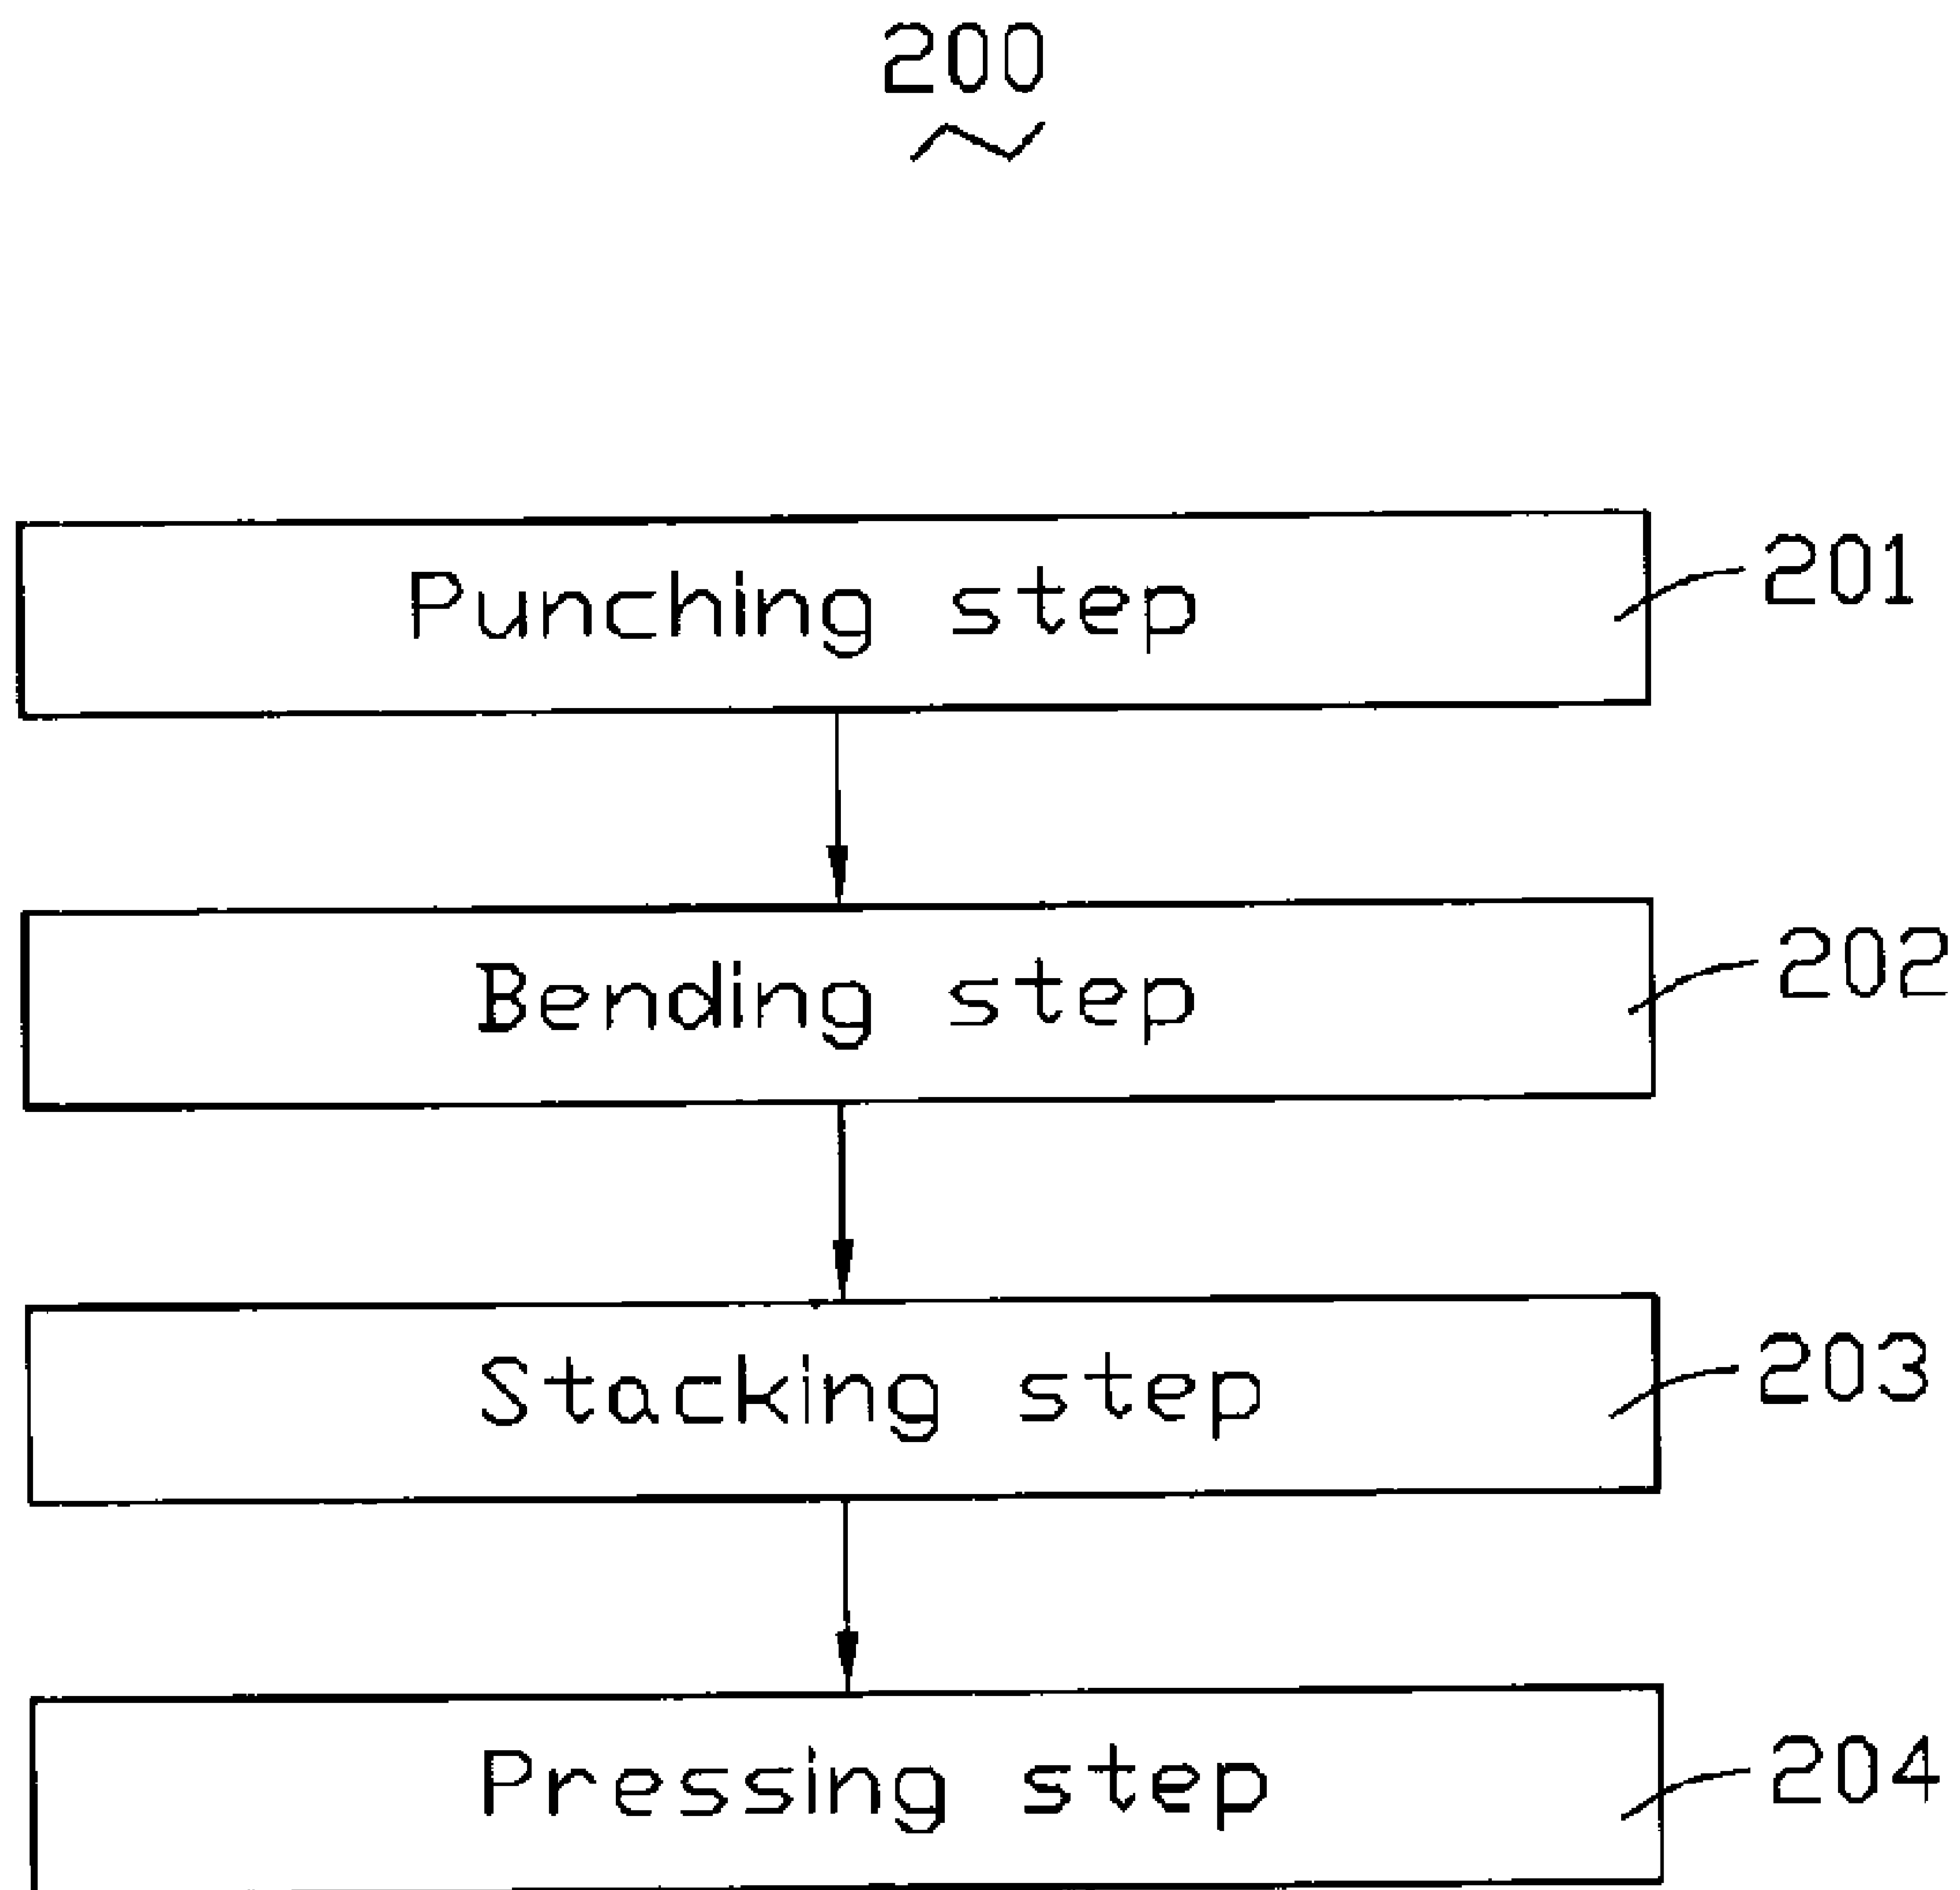 200
Punching step 201
Bending step 202
Stacking step 203
Pressing step 204